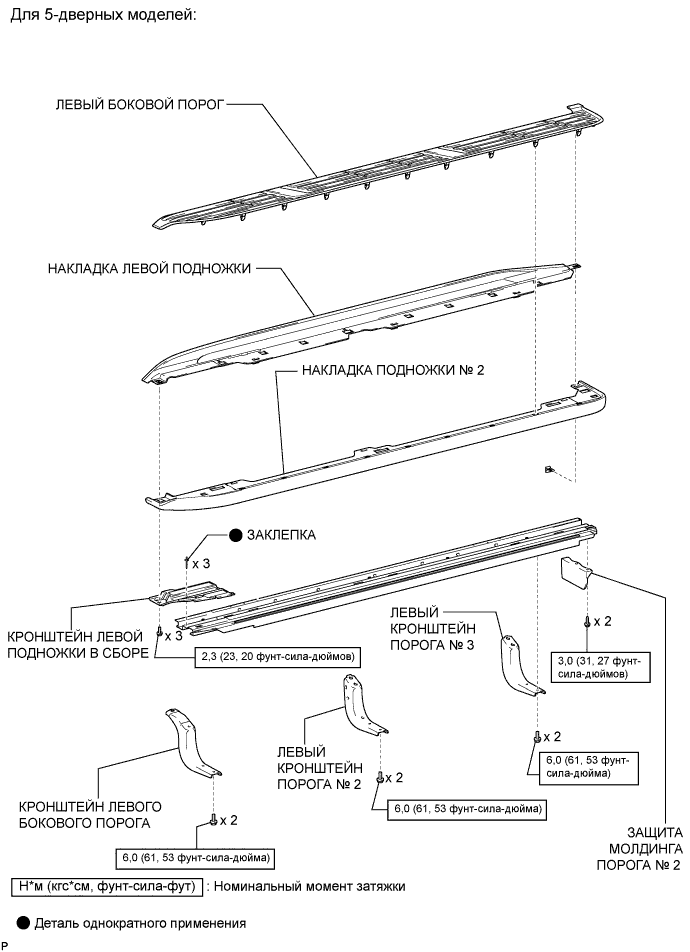 Для 5-дверных моделей:
ЛЕВЫЙ БОКОВОЙ ПОРОГ
НАКЛАДКА ЛЕВОЙ ПОДНОЖКИ
НАКЛАДКА ПОДНОЖКИ № 2
ЗАКЛЕПКА
x 3
КРОНШТЕЙН ЛЕВОЙ
ПОДНОЖКИ В СБОРЕ
x 3
2,3 (23, 20 фунт-сила-дюймов)
ЛЕВЫЙ
КРОНШТЕЙН
ПОРОГА № 3
x 2
3,0 (31, 27 фунт-
сила-дюймов)
x 2
6,0 (61, 53 фунт-
сила-дюйма)
ЛЕВЫЙ
КРОНШТЕЙН
ПОРОГА № 2
x 2
6,0 (61, 53 фунт-сила-дюйма)
КРОНШТЕЙН ЛЕВОГО
БОКОВОГО ПОРОГА
x 2
6,0 (61, 53 фунт-сила-дюйма)
ЗАЩИТА
МОЛДИНГА
ПОРОГА № 2
Н*м (кгс*см, фунт-сила-фут) : Номинальный момент затяжки
Деталь однократного применения
P